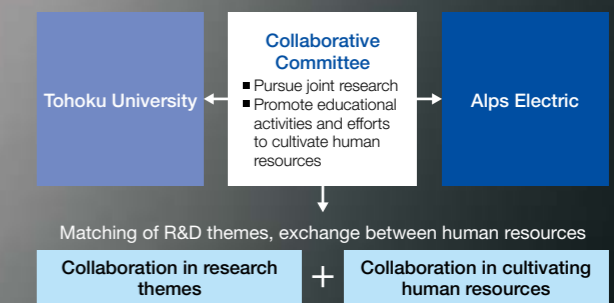 Collaborative
Committee
■ Pursue joint research
■ Promote educational
activities and efforts
to cultivate human
resources
Tohoku University
Alps Electric
Matching of R&D themes, exchange between human resources
Collaboration in research
themes
+
Collaboration in cultivating
human resources